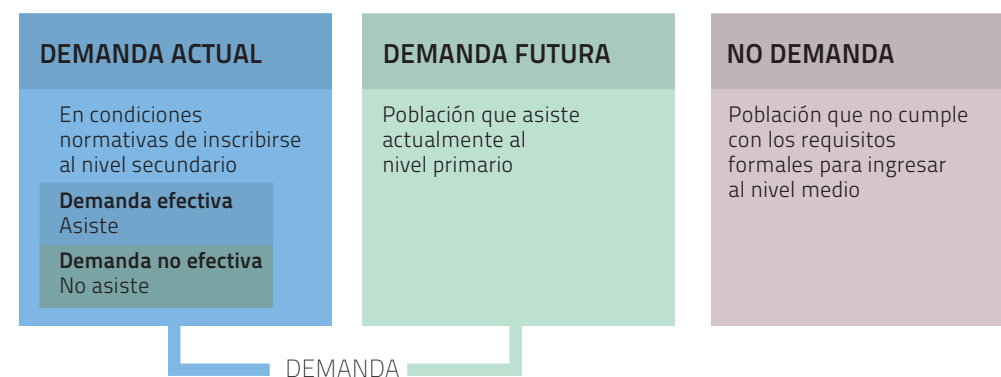 DEMANDA ACTUAL
En condiciones
normativas de inscribirse
al nivel secundario
Demanda efectiva
Asiste
Demanda no efectiva
No asiste
DEMANDA FUTURA
Población que asiste
actualmente al
nivel primario
NO DEMANDA
Población que no cumple
con los requisitos
formales para ingresar
al nivel medio
DEMANDA